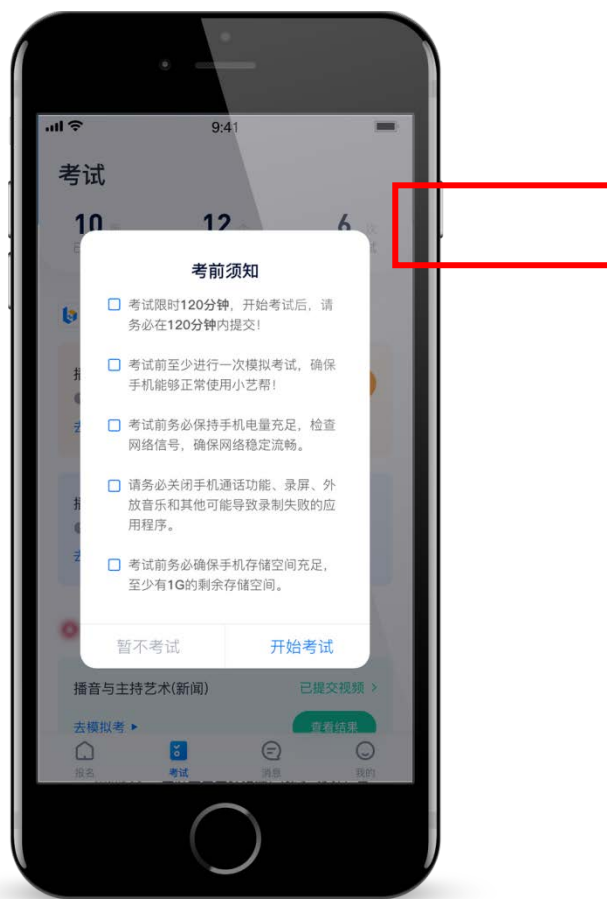 9:41
考试
10
12
6
考前须知
考试限时120分钟，开始考试后，请
务必在120分钟内提交！
考试前至少进行一次模拟考试，确保
手机能够正常使用小艺帮！
考试前务必保持手机电量充足，检查
网络信号，确保网络稳定流畅。
请务必关闭手机通话功能、录屏、外
放音乐和其他可能导致录制失败的应
用程序。
考试前务必确保手机存储空间充足，
至少有1G的剩余存储空间。
暂不考试 开始考试
播音与主持艺术(新闻) 已提交视频 >
去模拟考 查看结果
报名 考试 消息 我的